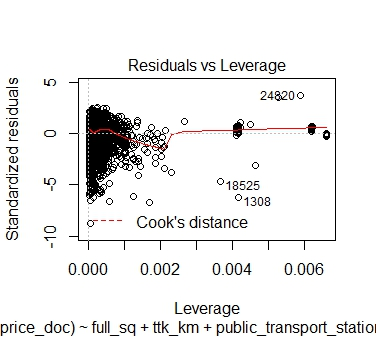 Residuals vs Leverage
Standardized residuals
5
0
-5
-10
24820
18525
1308
Cook's distance
0.000
0.002
0.004
0.006
Leverage
price_doc) ~ full_sq + ttk_km + public_transport_station